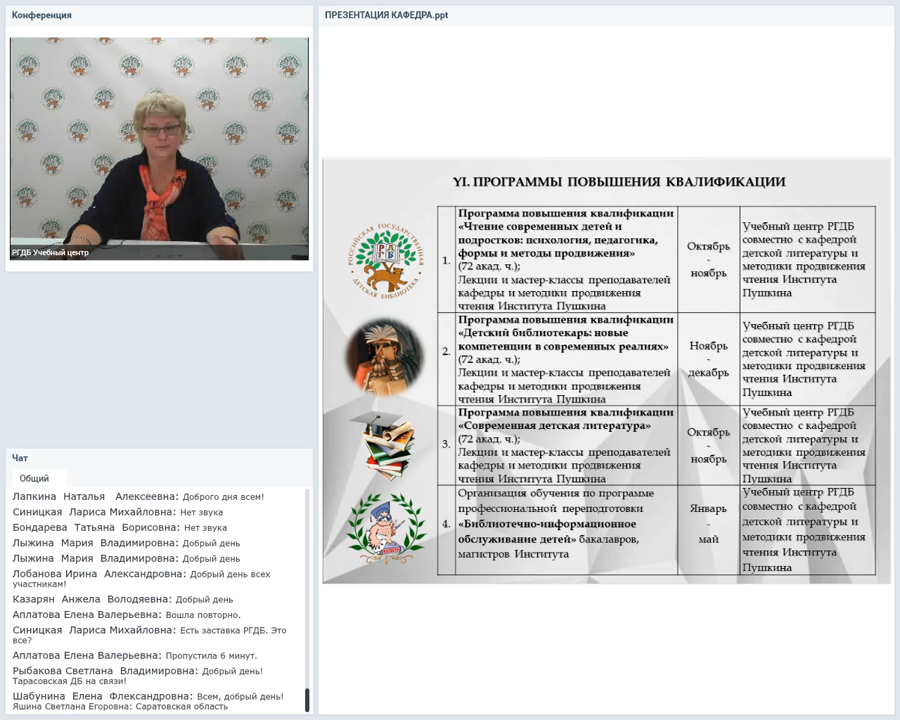 Конференция
РГДБ Учебный центр
Чат
Общий
Лапкина Наталья Алексеевна: Доброго дня всем!
Синицкая Лариса Михайловна: Нет звука
Бондарева Татьяна Борисовна: Нет звука
Лыжина Мария Владимировна: Добрый день
Лыжина Мария Владимировна: Добрый день
Лобанова Ирина Александровна: Добрый день всех
участникам!
Казарян Анжела Володяевна: Добрый день
Аплатова Елена Валерьевна: Вошла повторно.
Синицкая Лариса Михайловна: Есть заставка РГДБ. Это
все?
Аплатова Елена Валерьевна: Пропустила 6 минут.
Рыбакова Светлана Владимировна: Добрый день!
Тарасовская ДБ на связи!
Шабунина Елена Флександровна: Всем, добрый день!
Яшина Светлана Егоровна: Саратовская область
ПРЕЗЕНТАЦИЯ КАФЕДРА.ppt
YI. ПРОГРАММЫ ПОВЫШЕНИЯ КВАЛИФИКАЦИИ
РОССИЙСКАЯ ГОСУДАРСТВЕННАЯ
ДЕТСКАЯ БИБЛИОТЕКА
1.
Программа повышения квалификации
«Чтение современных детей и
подростков: психология, педагогика,
формы и методы продвижения»
(72 акад. ч.);
Лекции и мастер-классы преподавателей
кафедры и методики продвижения
чтения Института Пушкина
Октябрь
-
ноябрь
Учебный центр РГДБ
совместно с кафедрой
детской литературы и
методики продвижения
чтения Института
Пушкина
2.
Программа повышения квалификации
«Детский библиотекарь: новые
компетенции в современных реалиях»
(72 акад. ч.);
Лекции и мастер-классы преподавателей
кафедры и методики продвижения
чтения Института Пушкина
Ноябрь
-
декабрь
Учебный центр РГДБ
совместно с кафедрой
детской литературы и
методики продвижения
чтения Института
Пушкина
3.
Программа повышения квалификации
«Современная детская литература»
(72 акад. ч.);
Лекции и мастер-классы преподавателей
кафедры и методики продвижения
чтения Института Пушкина
Октябрь
-
ноябрь
Учебный центр РГДБ
совместно с кафедрой
детской литературы и
методики продвижения
чтения Института
Пушкина
4.
Организация обучения по программе
профессиональной переподготовки
«Библиотечно-информационное
обслуживание детей» бакалавров,
магистров Института
Январь
-
май
Учебный центр РГДБ
совместно с кафедрой
детской литературы и
методики продвижения
чтения Института
Пушкина